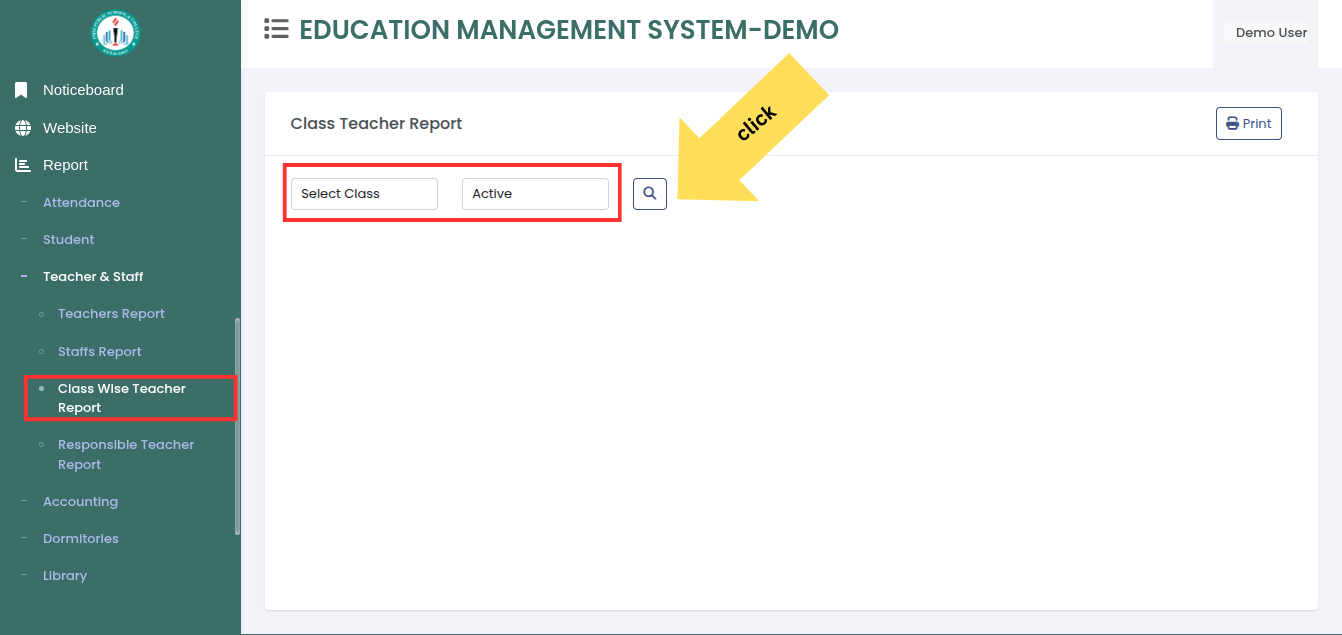 EDUCATION MANAGEMENT SYSTEM-DEMO
Demo User
Noticeboard
Website
Report
Attendance
Student
Teacher & Staff
Teachers Report
Staffs Report
Class Wise Teacher
Report
Responsible Teacher
Report
Accounting
Dormitories
Library
Class Teacher Report
Print
Select Class
Active
click